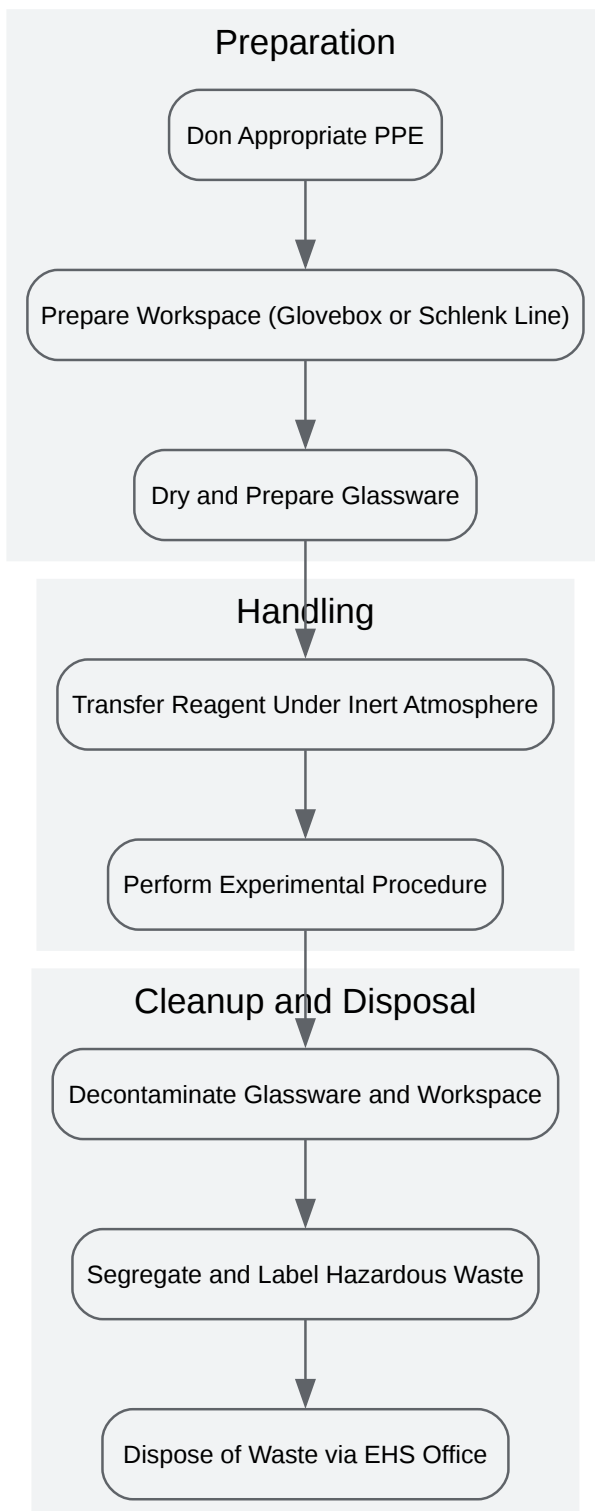 Preparation
Don Appropriate PPE
Prepare Workspace (Glovebox or Schlenk Line)
Dry and Prepare Glassware
Handling
Transfer Reagent Under Inert Atmosphere
Perform Experimental Procedure
Cleanup and Disposal
Decontaminate Glassware and Workspace
Segregate and Label Hazardous Waste
Dispose of Waste via EHS Office